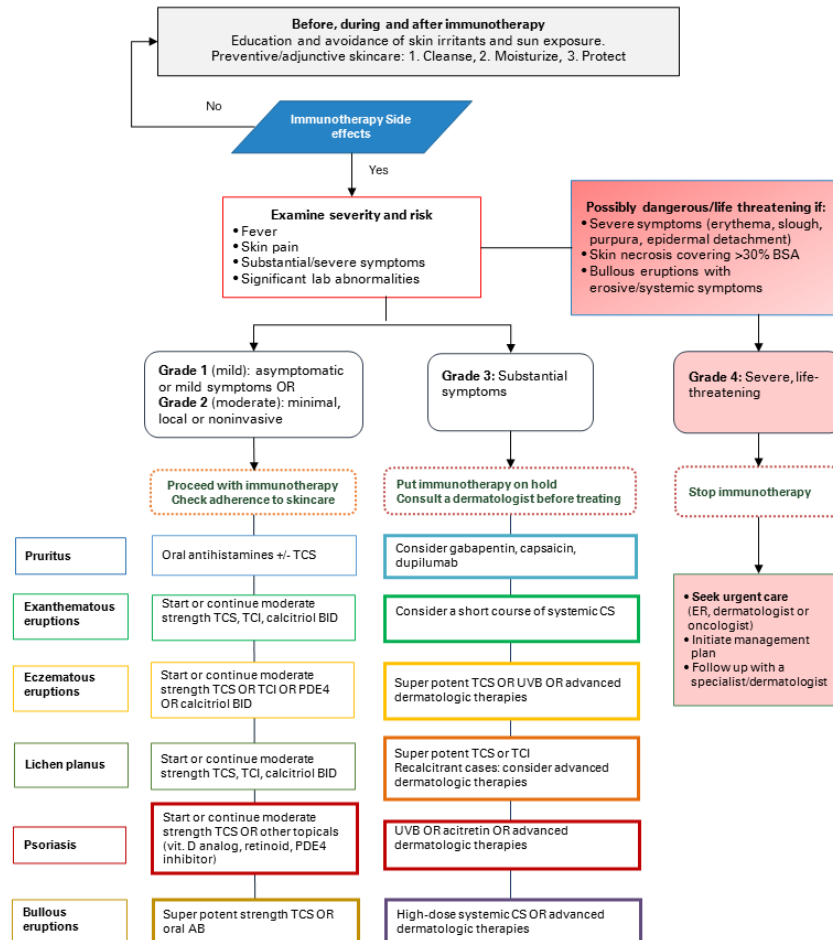 Before, during and after immunotherapy
Education and avoidance of skin irritants and sun exposure.
Preventive/adjunctive skincare: 1. Cleanse, 2. Moisturize, 3. Protect
No
Immunotherapy Side
effects
Yes
Examine severity and risk
• Fever
• Skin pain
• Substantial/severe symptoms
• Significant lab abnormalities
Possibly dangerous/life threatening if:
• Severe symptoms (erythema, slough,
purpura, epidermal detachment)
• Skin necrosis covering >30% BSA
• Bullous eruptions with
erosive/systemic symptoms
Grade 1 (mild): asymptomatic
or mild symptoms OR
Grade 2 (moderate): minimal,
local or noninvasive
Grade 3: Substantial
symptoms
Grade 4: Severe, life-
threatening
Proceed with immunotherapy
Check adherence to skincare
Put immunotherapy on hold
Consult a dermatologist before treating
Stop immunotherapy
Pruritus
Oral antihistamines +/- TCS
Consider gabapentin, capsaicin,
dupilumab
Exanthematous
eruptions
Start or continue moderate
strength TCS, TCI, calcitriol BID
Consider a short course of systemic CS
• Seek urgent care
(ER, dermatologist or
oncologist)
• Initiate management
plan
• Follow up with a
specialist/dermatologist
Eczematous
eruptions
Start or continue moderate
strength TCS OR TCI OR PDE4
OR calcitriol BID
Super potent TCS OR UVB OR advanced
dermatologic therapies
Lichen planus
Start or continue moderate
strength TCS, TCI, calcitriol BID
Super potent TCS or TCI
Recalcitrant cases: consider advanced
dermatologic therapies
Psoriasis
Start or continue moderate
strength TCS OR other topicals
(vit. D analog, retinoid, PDE4
inhibitor)
UVB OR acitretin OR advanced
dermatologic therapies
Bullous
eruptions
Super potent strength TCS OR
oral AB
High-dose systemic CS OR advanced
dermatologic therapies